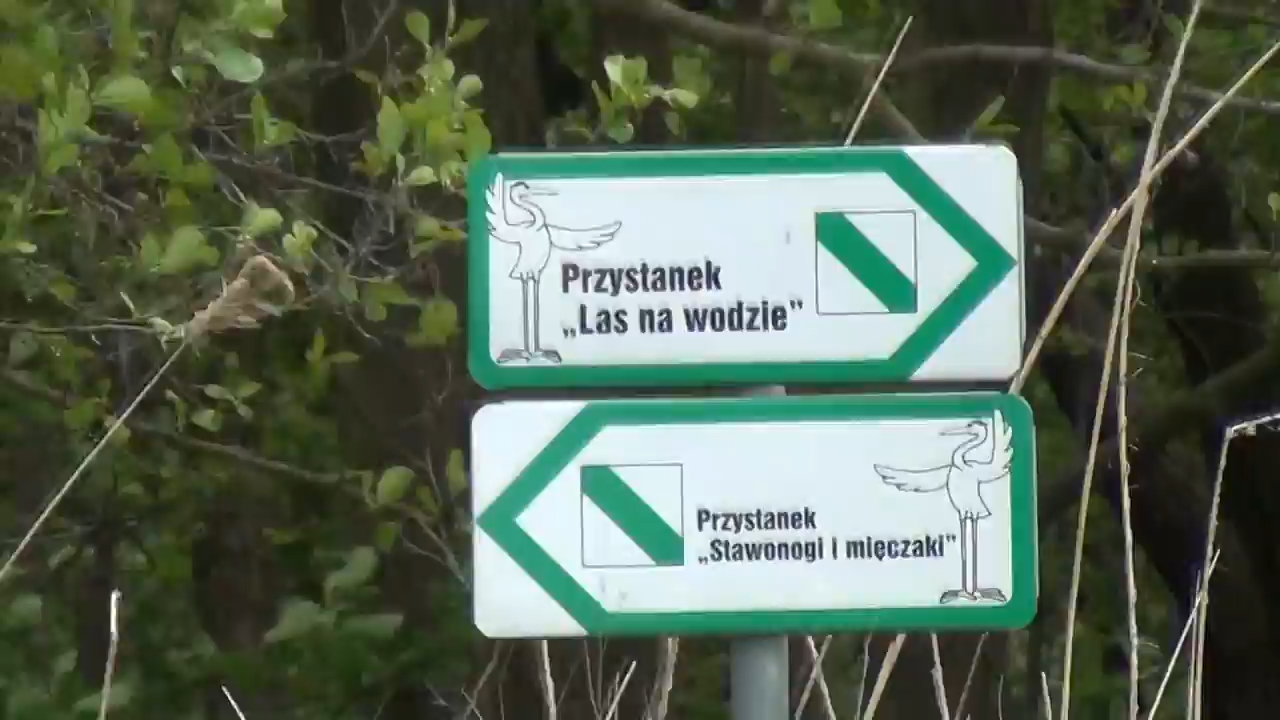 Przystanek
„Las na wodzie”
Przystanek
„Stawonogi i mięczaki”